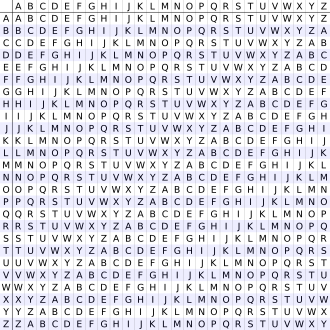 A B C D E F G H I J K L M N O P Q R S T U V W X Y Z
A A B C D E F G H I J K L M N O P Q R S T U V W X Y Z
B B C D E F G H I J K L M N O P Q R S T U V W X Y Z A
C C D E F G H I J K L M N O P Q R S T U V W X Y Z A B
D D E F G H I J K L M N O P Q R S T U V W X Y Z A B C
E E F G H I J K L M N O P Q R S T U V W X Y Z A B C D
F F G H I J K L M N O P Q R S T U V W X Y Z A B C D E
G G H I J K L M N O P Q R S T U V W X Y Z A B C D E F
H H I J K L M N O P Q R S T U V W X Y Z A B C D E F G
I I J K L M N O P Q R S T U V W X Y Z A B C D E F G H
J J K L M N O P Q R S T U V W X Y Z A B C D E F G H I
K K L M N O P Q R S T U V W X Y Z A B C D E F G H I J
L L M N O P Q R S T U V W X Y Z A B C D E F G H I J K
M M N O P Q R S T U V W X Y Z A B C D E F G H I J K L
N N O P Q R S T U V W X Y Z A B C D E F G H I J K L M
O O P Q R S T U V W X Y Z A B C D E F G H I J K L M N
P P Q R S T U V W X Y Z A B C D E F G H I J K L M N O
Q Q R S T U V W X Y Z A B C D E F G H I J K L M N O P
R R S T U V W X Y Z A B C D E F G H I J K L M N O P Q
S S T U V W X Y Z A B C D E F G H I J K L M N O P Q R
T T U V W X Y Z A B C D E F G H I J K L M N O P Q R S
U U V W X Y Z A B C D E F G H I J K L M N O P Q R S T
V V W X Y Z A B C D E F G H I J K L M N O P Q R S T U
W W X Y Z A B C D E F G H I J K L M N O P Q R S T U V
X X Y Z A B C D E F G H I J K L M N O P Q R S T U V W
Y Y Z A B C D E F G H I J K L M N O P Q R S T U V W X
Z Z A B C D E F G H I J K L M N O P Q R S T U V W X Y